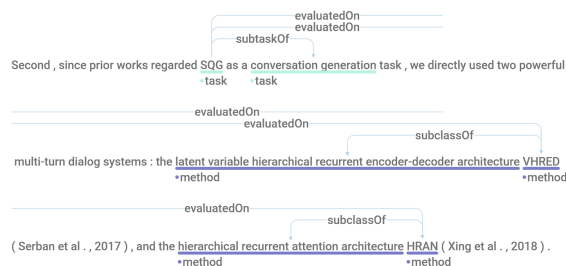 evaluatedOn
evaluatedOn
subtaskOf
Second , since prior works regarded SQG as a conversation generation task , we directly used two powerful
task task
evaluatedOn
evaluatedOn
subclassOf
multi-turn dialog systems : the latent variable hierarchical recurrent encoder-decoder architecture VHRED
method method
evaluatedOn
subclassOf
( Serban et al . , 2017 ) , and the hierarchical recurrent attention architecture HRAN ( Xing et al . , 2018 ) .
method method